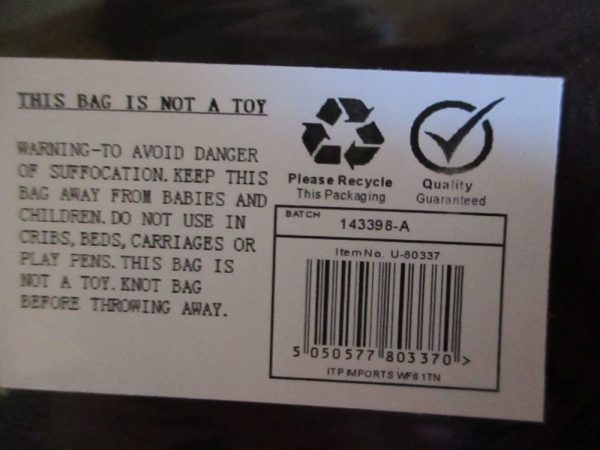 THIS BAG IS NOT A TOY
WARNING-TO AVOID DANGER
OF SUFFOCATION. KEEP THIS
BAG AWAY FROM BABIES AND
CHILDREN. DO NOT USE IN
CRIBS, BEDS, CARRIAGES OR
PLAY PENS. THIS BAG IS
NOT A TOY. KNOT BAG
BEFORE THROWING AWAY.
Please Recycle
This Packaging
Quality
Guaranteed
BATCH
143398-A
Item No. U-80337
5 050577 803370 >
ITP IMPORTS WF6 1TN